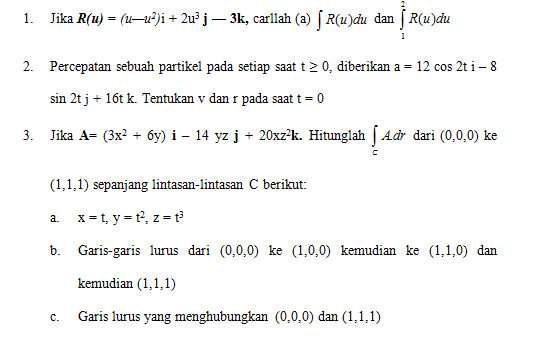 1. Jika R(u) = (u—u²)i + 2u³ j — 3k, carllah (a) ∫ R(u)du dan ∫₁² R(u)du
2. Percepatan sebuah partikel pada setiap saat t ≥ 0, diberikan a = 12 cos 2t i – 8
sin 2t j + 16t k. Tentukan v dan r pada saat t = 0
3. Jika A= (3x² + 6y) i – 14 yz j + 20xz²k. Hitunglah ∫c A.dr dari (0,0,0) ke
(1,1,1) sepanjang lintasan-lintasan C berikut:
a. x = t, y = t², z = t³
b. Garis-garis lurus dari (0,0,0) ke (1,0,0) kemudian ke (1,1,0) dan
kemudian (1,1,1)
c. Garis lurus yang menghubungkan (0,0,0) dan (1,1,1)